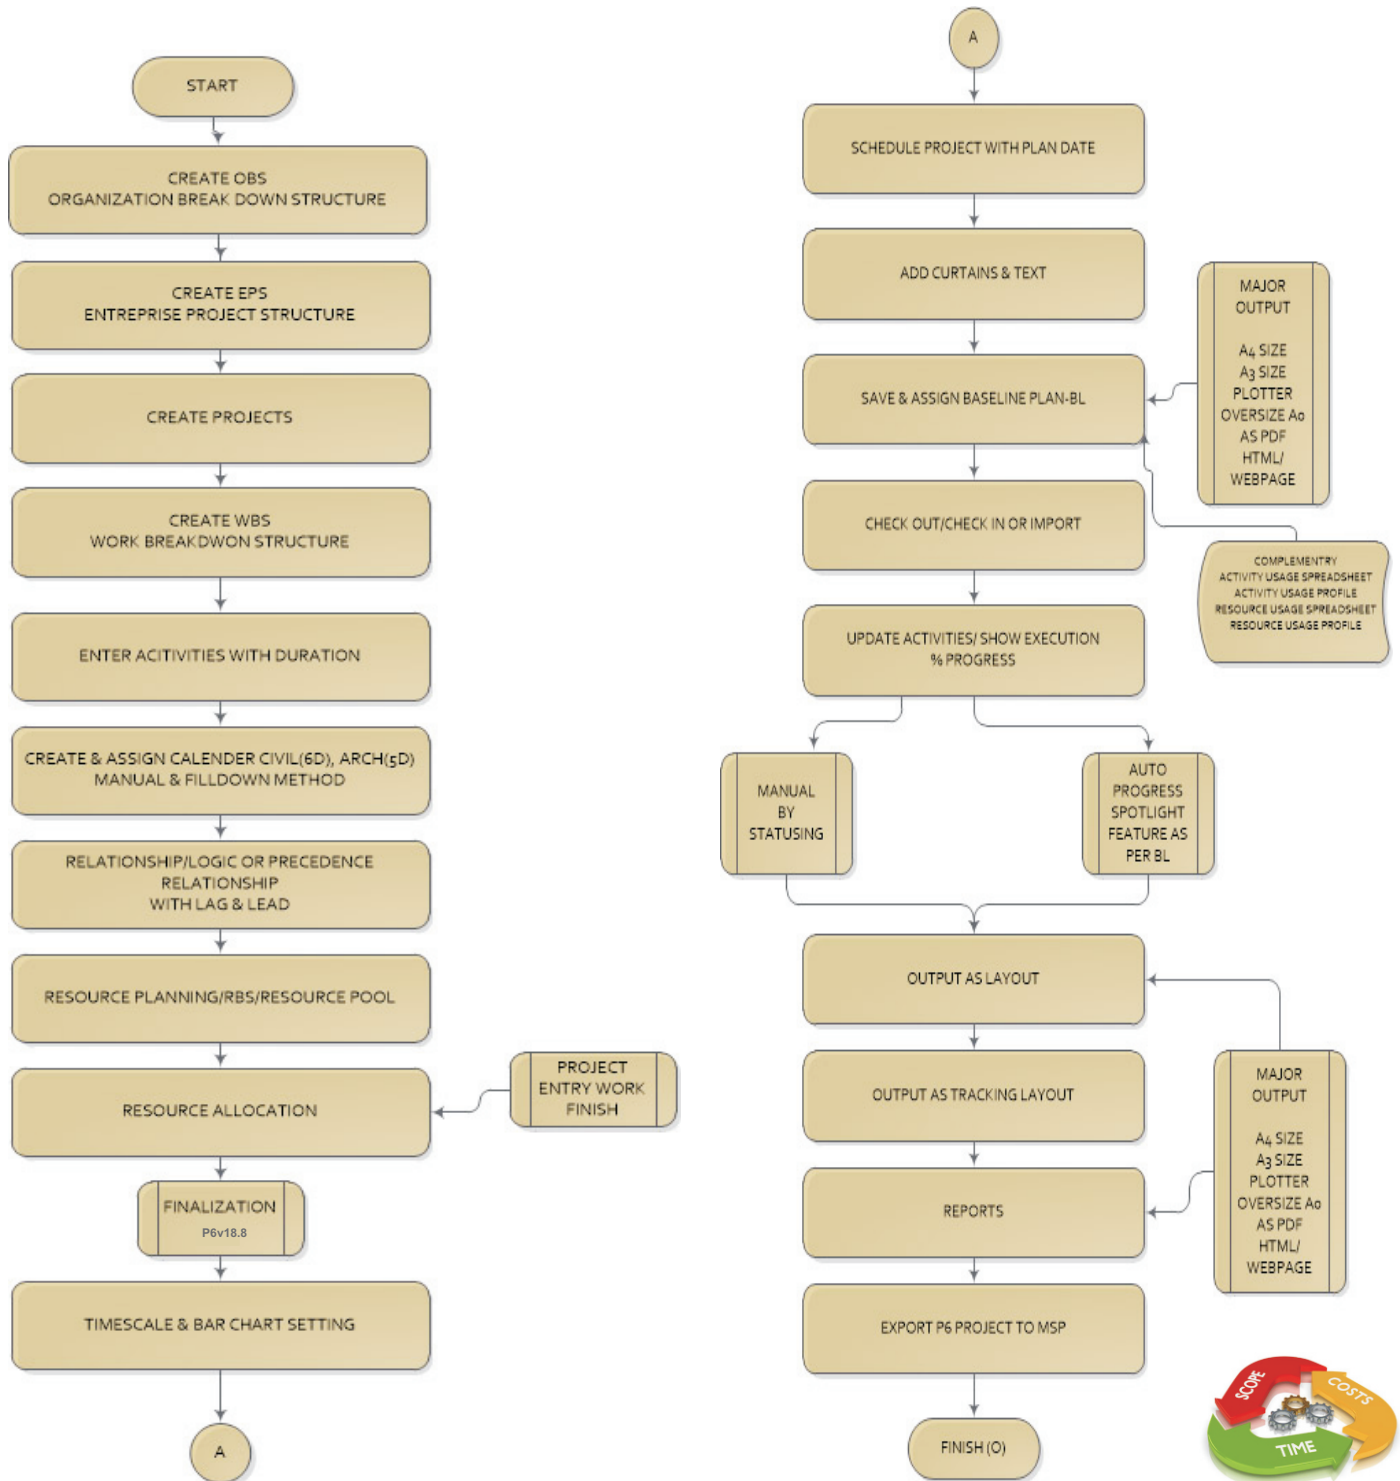 START
CREATE OBS
ORGANIZATION BREAK DOWN STRUCTURE
CREATE EPS
ENTREPRISE PROJECT STRUCTURE
CREATE PROJECTS
CREATE WBS
WORK BREAKDWON STRUCTURE
ENTER ACITIVITIES WITH DURATION
CREATE & ASSIGN CALENDER CIVIL(6D), ARCH(5D)
MANUAL & FILLDOWN METHOD
RELATIONSHIP/LOGIC OR PRECEDENCE
RELATIONSHIP
WITH LAG & LEAD
RESOURCE PLANNING/RBS/RESOURCE POOL
RESOURCE ALLOCATION
PROJECT
ENTRY WORK
FINISH
FINALIZATION
P6v18.8
TIMESCALE & BAR CHART SETTING
A
A
SCHEDULE PROJECT WITH PLAN DATE
ADD CURTAINS & TEXT
SAVE & ASSIGN BASELINE PLAN-BL
MAJOR
OUTPUT
A4 SIZE
A3 SIZE
PLOTTER
OVERSIZE A0
AS PDF
HTML/
WEBPAGE
CHECK OUT/CHECK IN OR IMPORT
COMPLEMENTRY
ACTIVITY USAGE SPREADSHEET
ACTIVITY USAGE PROFILE
RESOURCE USAGE SPREADSHEET
RESOURCE USAGE PROFILE
UPDATE ACTIVITIES/ SHOW EXECUTION
% PROGRESS
MANUAL
BY
STATUSING
AUTO
PROGRESS
SPOTLIGHT
FEATURE AS
PER BL
OUTPUT AS LAYOUT
OUTPUT AS TRACKING LAYOUT
REPORTS
MAJOR
OUTPUT
A4 SIZE
A3 SIZE
PLOTTER
OVERSIZE A0
AS PDF
HTML/
WEBPAGE
EXPORT P6 PROJECT TO MSP
FINISH (O)
SCOPE
COSTS
TIME